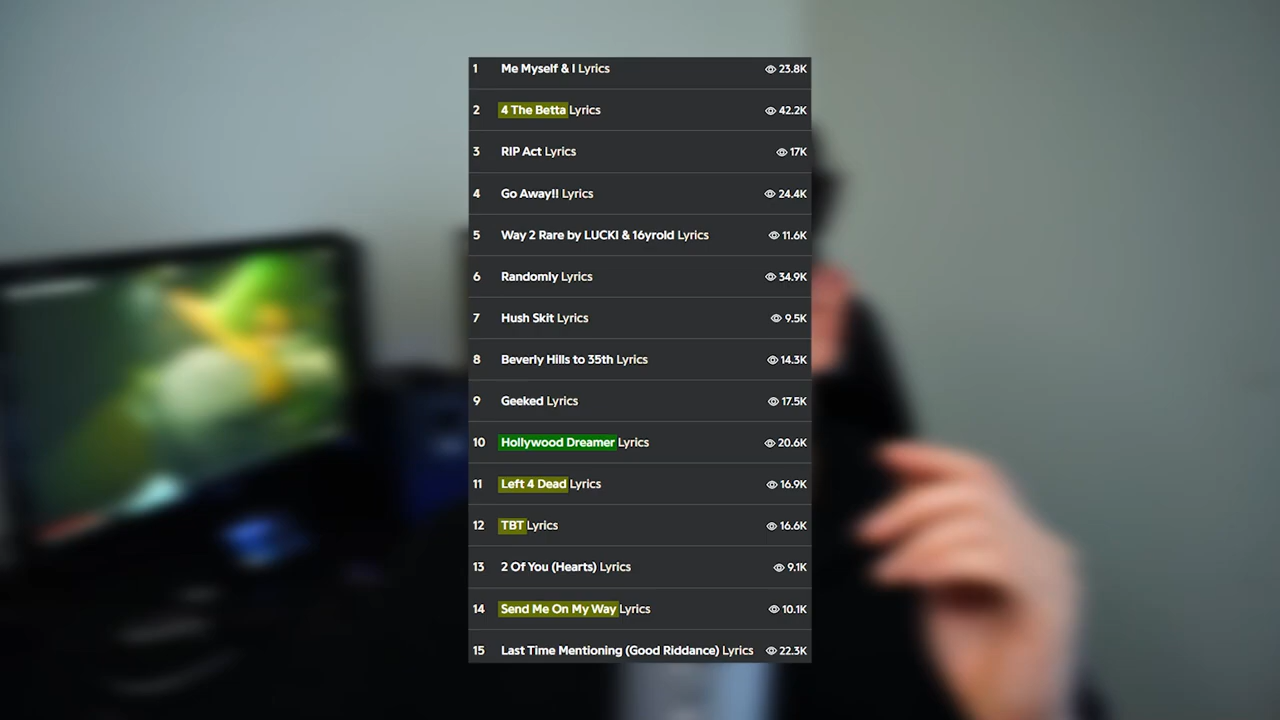 1 Me Myself & I Lyrics 23.8K
2 4 The Betta Lyrics 42.2K
3 RIP Act Lyrics 17K
4 Go Away!! Lyrics 24.4K
5 Way 2 Rare by LUCKI & 16yrold Lyrics 11.6K
6 Randomly Lyrics 34.9K
7 Hush Skit Lyrics 9.5K
8 Beverly Hills to 35th Lyrics 14.3K
9 Geeked Lyrics 17.5K
10 Hollywood Dreamer Lyrics 20.6K
11 Left 4 Dead Lyrics 16.9K
12 TBT Lyrics 16.6K
13 2 Of You (Hearts) Lyrics 9.1K
14 Send Me On My Way Lyrics 10.1K
15 Last Time Mentioning (Good Riddance) Lyrics 22.3K